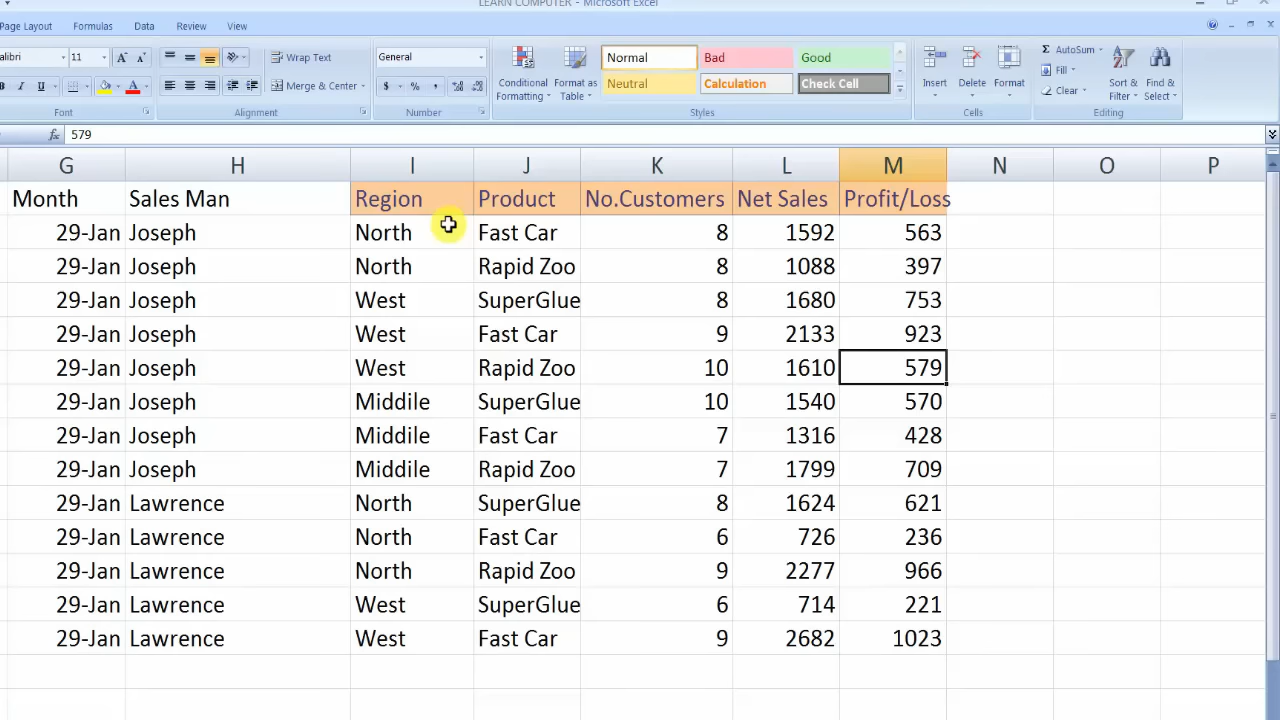 LEARN COMPUTER - Microsoft Excel
Page Layout Formulas Data Review View
11 A A Wrap Text General Normal Bad Good AutoSum
U A Merge & Center $ % , Conditional Formatting Format as Table Neutral Calculation Check Cell Insert Delete Format Fill Clear Sort & Filter Find & Select
Font Alignment Number Styles Cells Editing
fx 579
G H I J K L M N O P
Month Sales Man Region Product No.Customers Net Sales Profit/Loss
29-Jan Joseph North Fast Car 8 1592 563
29-Jan Joseph North Rapid Zoo 8 1088 397
29-Jan Joseph West SuperGlue 8 1680 753
29-Jan Joseph West Fast Car 9 2133 923
29-Jan Joseph West Rapid Zoo 10 1610 579
29-Jan Joseph Middile SuperGlue 10 1540 570
29-Jan Joseph Middile Fast Car 7 1316 428
29-Jan Joseph Middile Rapid Zoo 7 1799 709
29-Jan Lawrence North SuperGlue 8 1624 621
29-Jan Lawrence North Fast Car 6 726 236
29-Jan Lawrence North Rapid Zoo 9 2277 966
29-Jan Lawrence West SuperGlue 6 714 221
29-Jan Lawrence West Fast Car 9 2682 1023